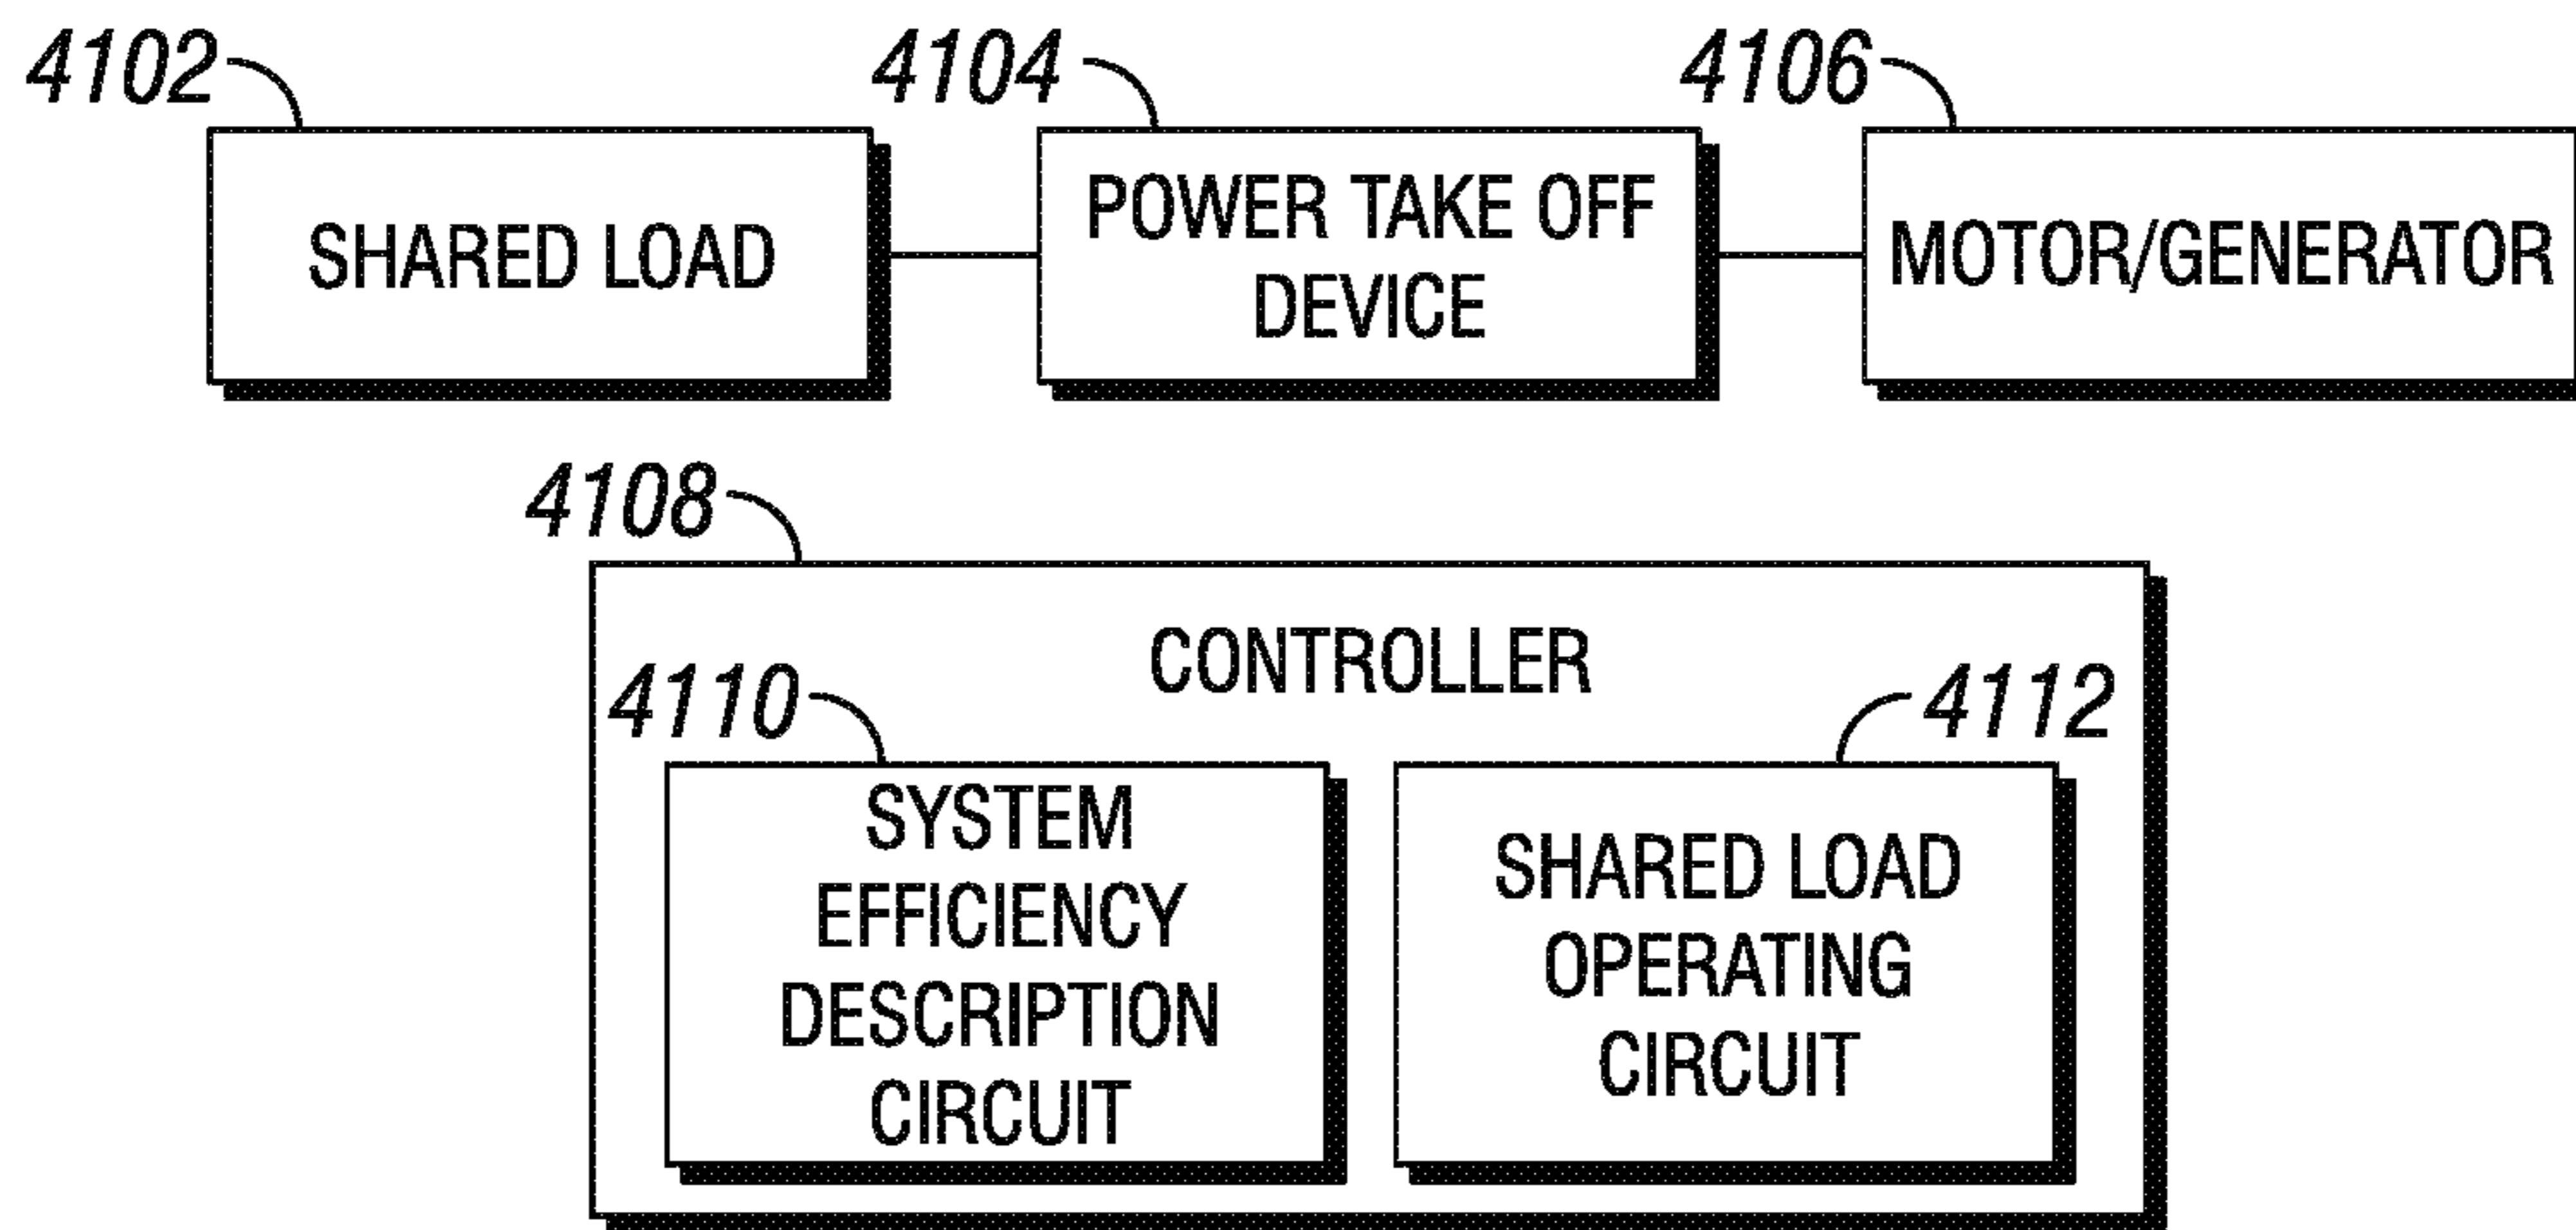 4102
4104
4106
SHARED LOAD
POWER TAKE OFF
DEVICE
MOTOR/GENERATOR
4108
CONTROLLER
4110
4112
SYSTEM
EFFICIENCY
DESCRIPTION
CIRCUIT
SHARED LOAD
OPERATING
CIRCUIT